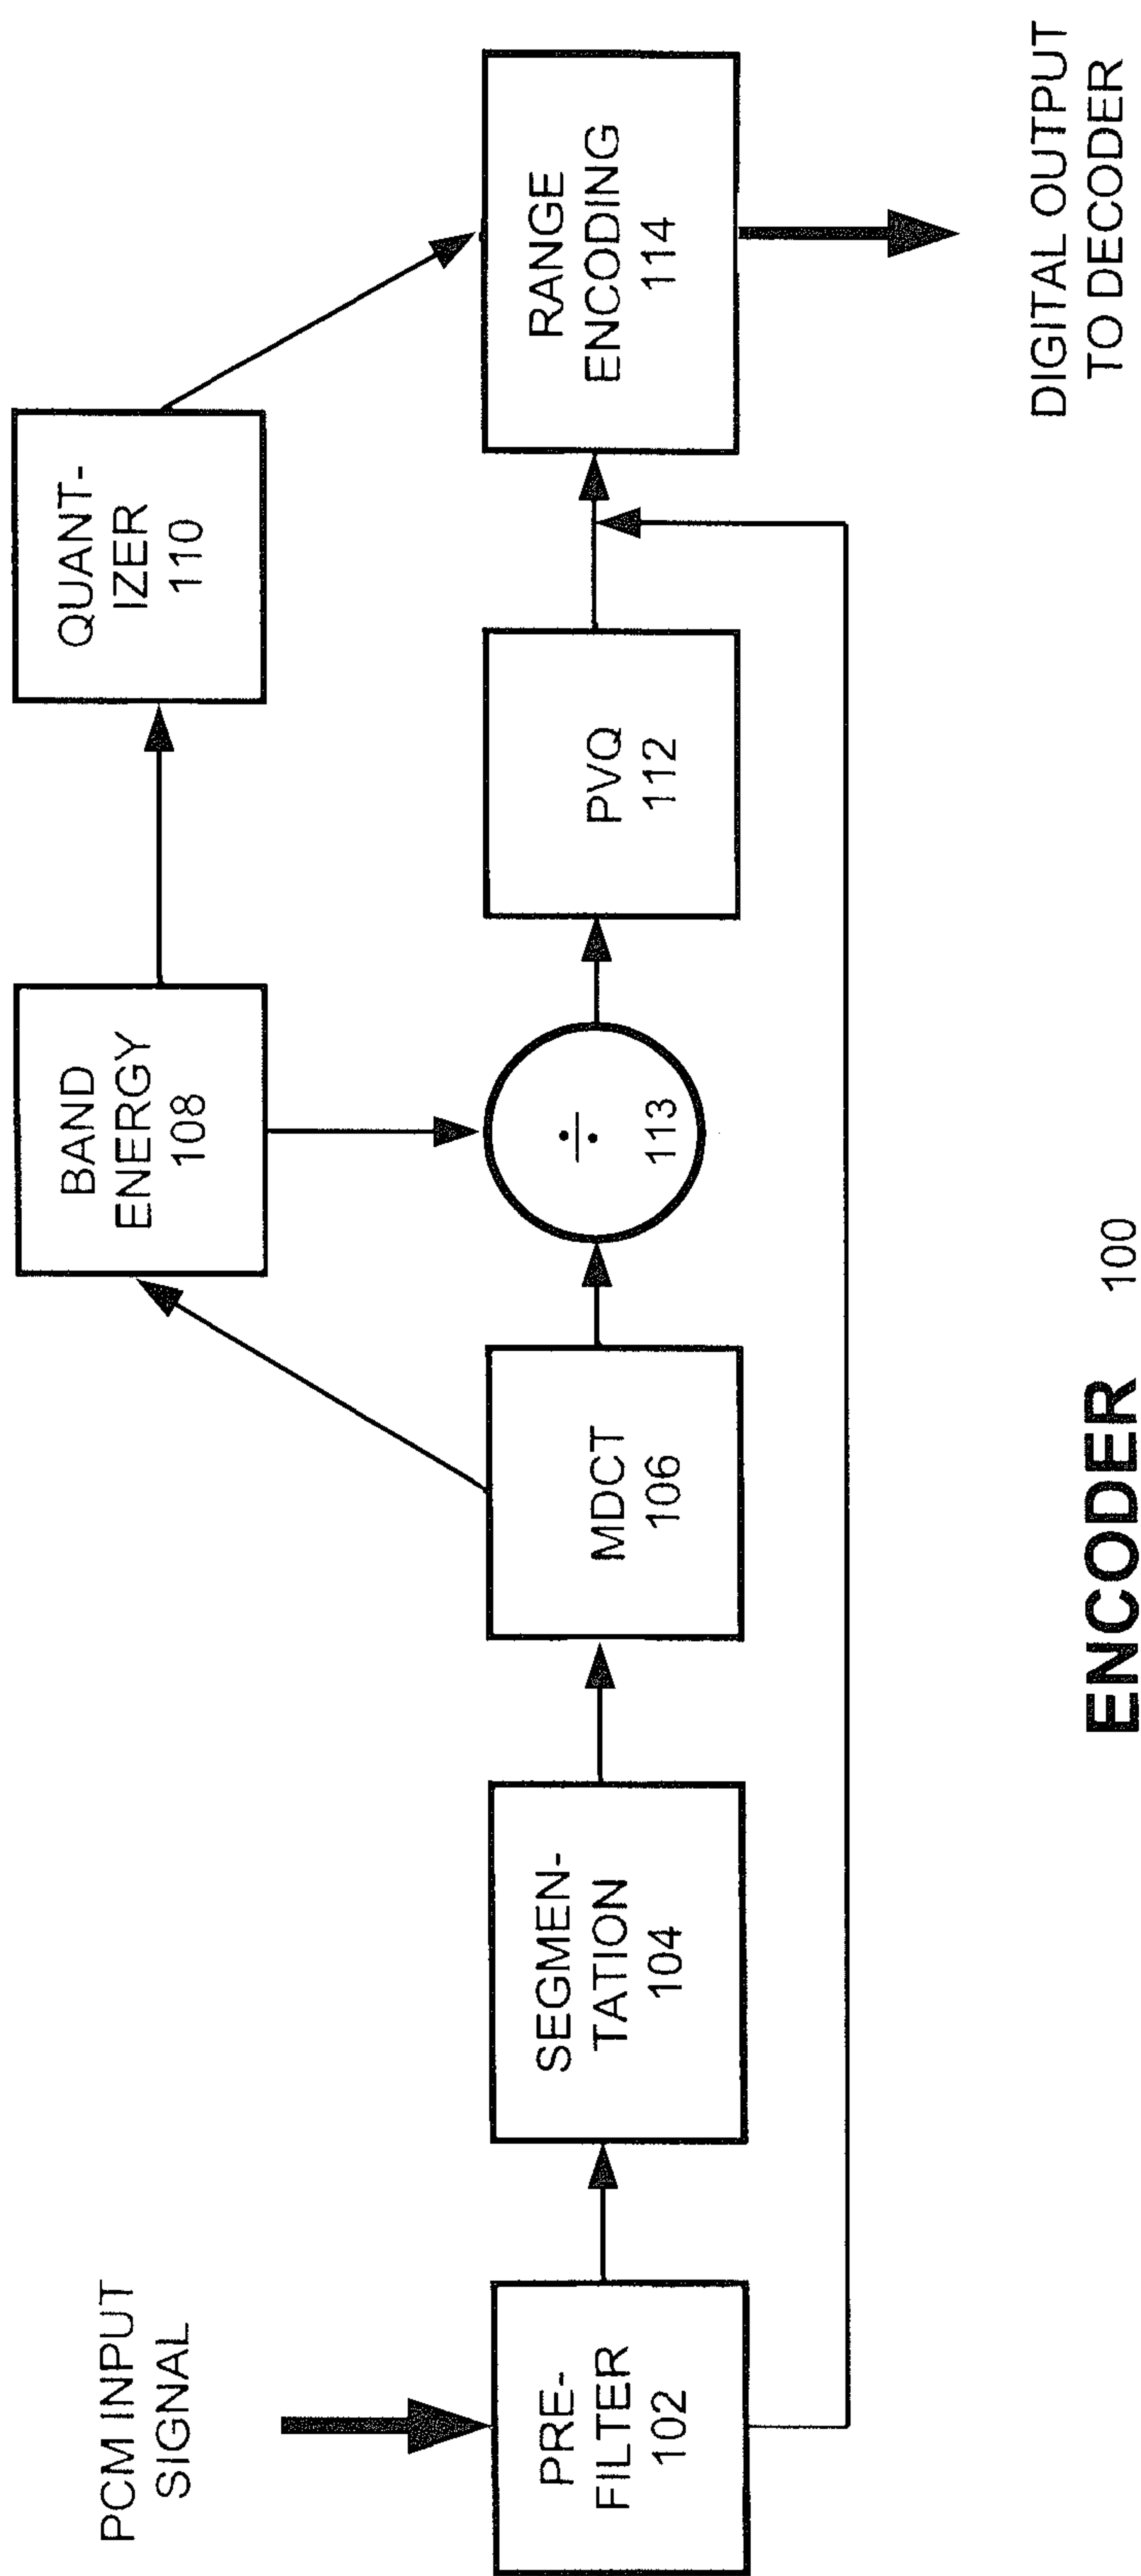 PCM INPUT
SIGNAL
PRE-
FILTER
102
SEGMEN-
TATION
104
MDCT
106
BAND
ENERGY
108
QUANT-
IZER
110
÷
113
PVQ
112
RANGE
ENCODING
114
DIGITAL OUTPUT
TO DECODER
ENCODER 100